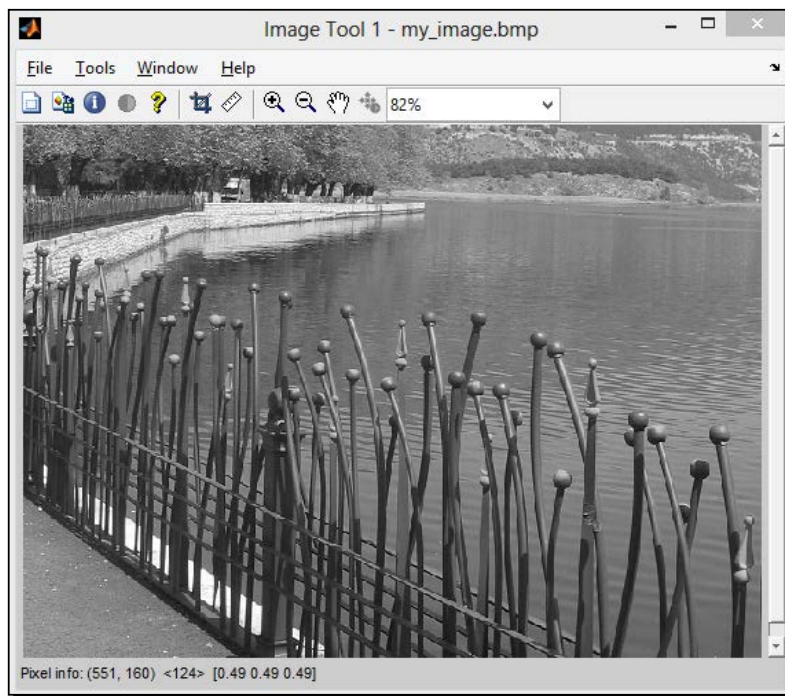 Image Tool 1 - my_image.bmp
File Tools Window Help
82%
Pixel info: (551, 160) <124> [0.49 0.49 0.49]